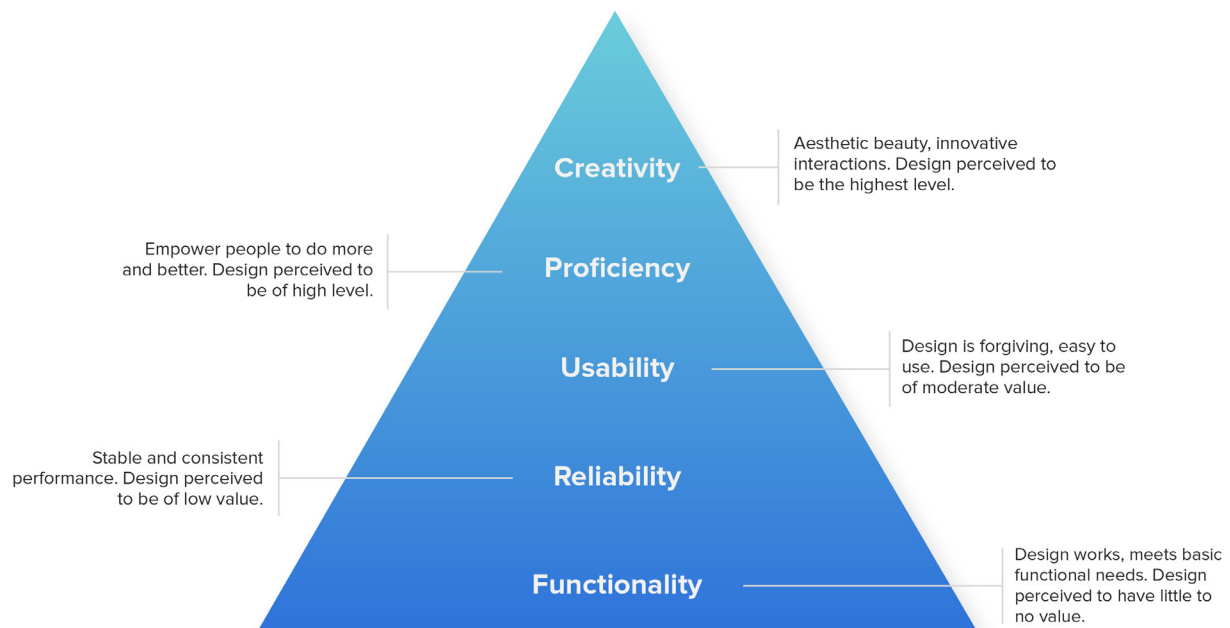 Creativity
Aesthetic beauty, innovative
interactions. Design perceived to
be the highest level.
Empower people to do more
and better. Design perceived to
be of high level.
Proficiency
Usability
Design is forgiving, easy to
use. Design perceived to be
of moderate value.
Stable and consistent
performance. Design perceived
to be of low value.
Reliability
Functionality
Design works, meets basic
functional needs. Design
perceived to have little to
no value.